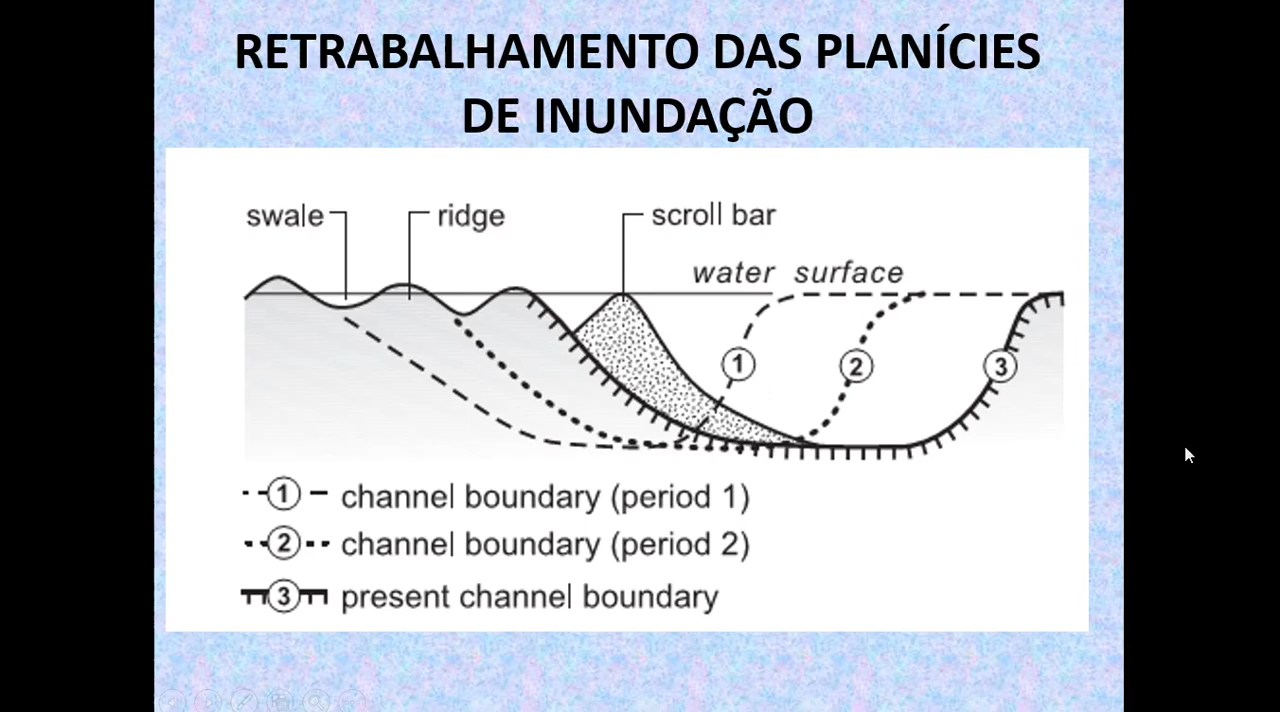 RETRABALHAMENTO DAS PLANÍCIES
DE INUNDAÇÃO
swale
ridge
scroll bar
water surface
1
2
3
1 channel boundary (period 1)
2 channel boundary (period 2)
3 present channel boundary